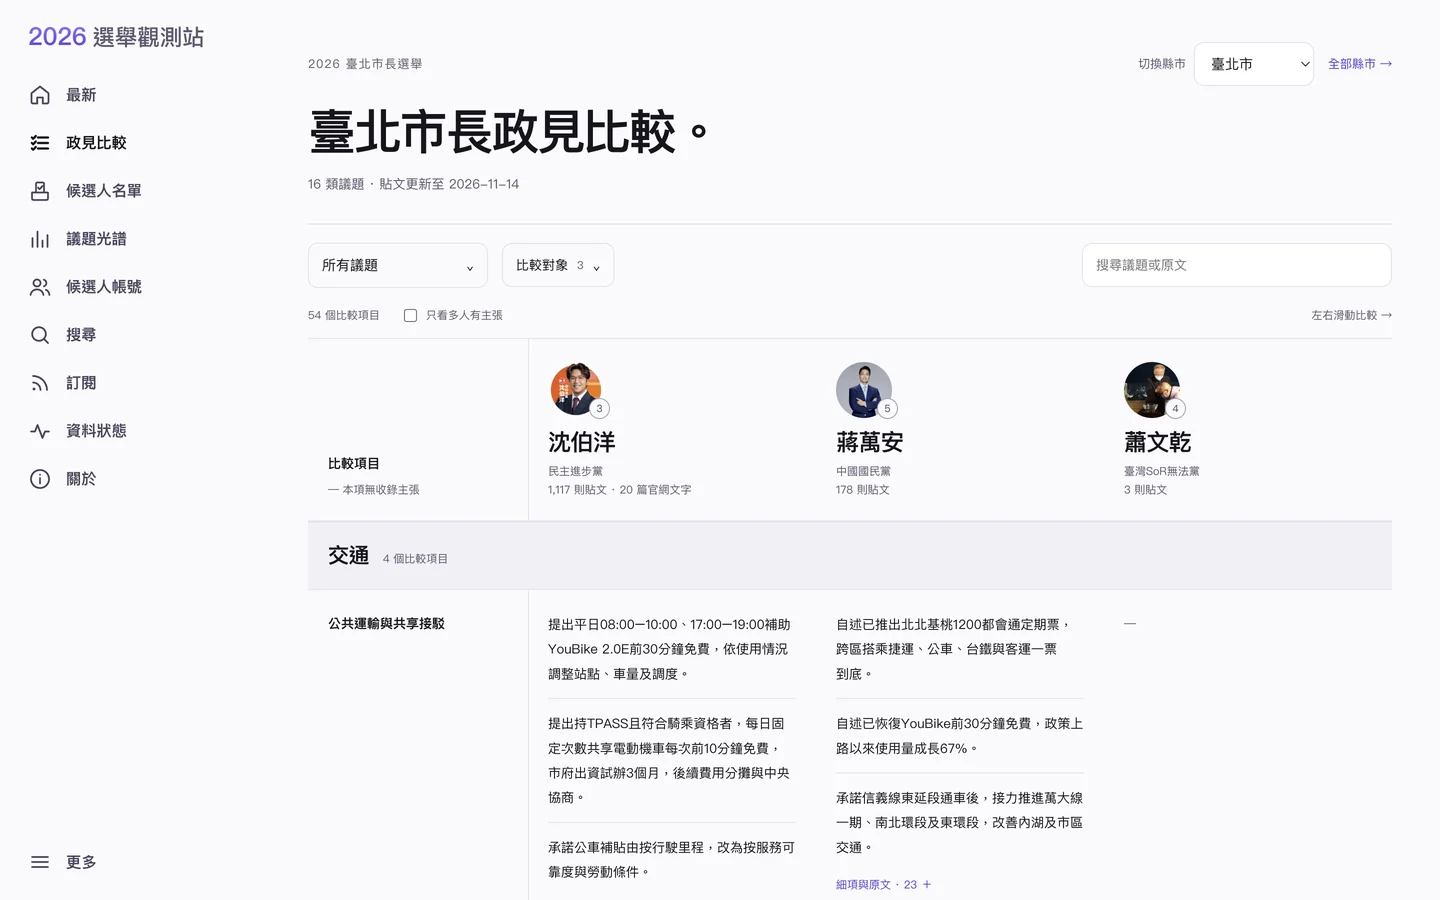 2026 選舉觀測站
最新
政見比較
候選人名單
議題光譜
候選人帳號
搜尋
訂閱
資料狀態
關於
更多
2026 臺北市長選舉
切換縣市
臺北市
全部縣市 →
臺北市長政見比較。
16 類議題 · 貼文更新至 2026-11-14
所有議題
比較對象 3
搜尋議題或原文
54 個比較項目
只看多人有主張
左右滑動比較 →
比較項目
— 本項無收錄主張
3
沈伯洋
民主進步黨
1,117 則貼文 · 20 篇官網文字
5
蔣萬安
中國國民黨
178 則貼文
4
蕭文乾
臺灣SoR無法黨
3 則貼文
交通 4 個比較項目
公共運輸與共享接駁
提出平日08:00—10:00、17:00—19:00補助
YouBike 2.0E前30分鐘免費，依使用情況
調整站點、車量及調度。
提出持TPASS且符合騎乘資格者，每日固
定次數共享電動機車每次前10分鐘免費，
市府出資試辦3個月，後續費用分攤與中央
協商。
承諾公車補貼由按行駛里程，改為按服務可
靠度與勞動條件。
自述已推出北北基桃1200都會通定期票，
跨區搭乘捷運、公車、台鐵與客運一票
到底。
自述已恢復YouBike前30分鐘免費，政策上
路以來使用量成長67%。
承諾信義線東延段通車後，接力推進萬大線
一期、南北環段及東環段，改善內湖及市區
交通。
細項與原文 · 23 +
—